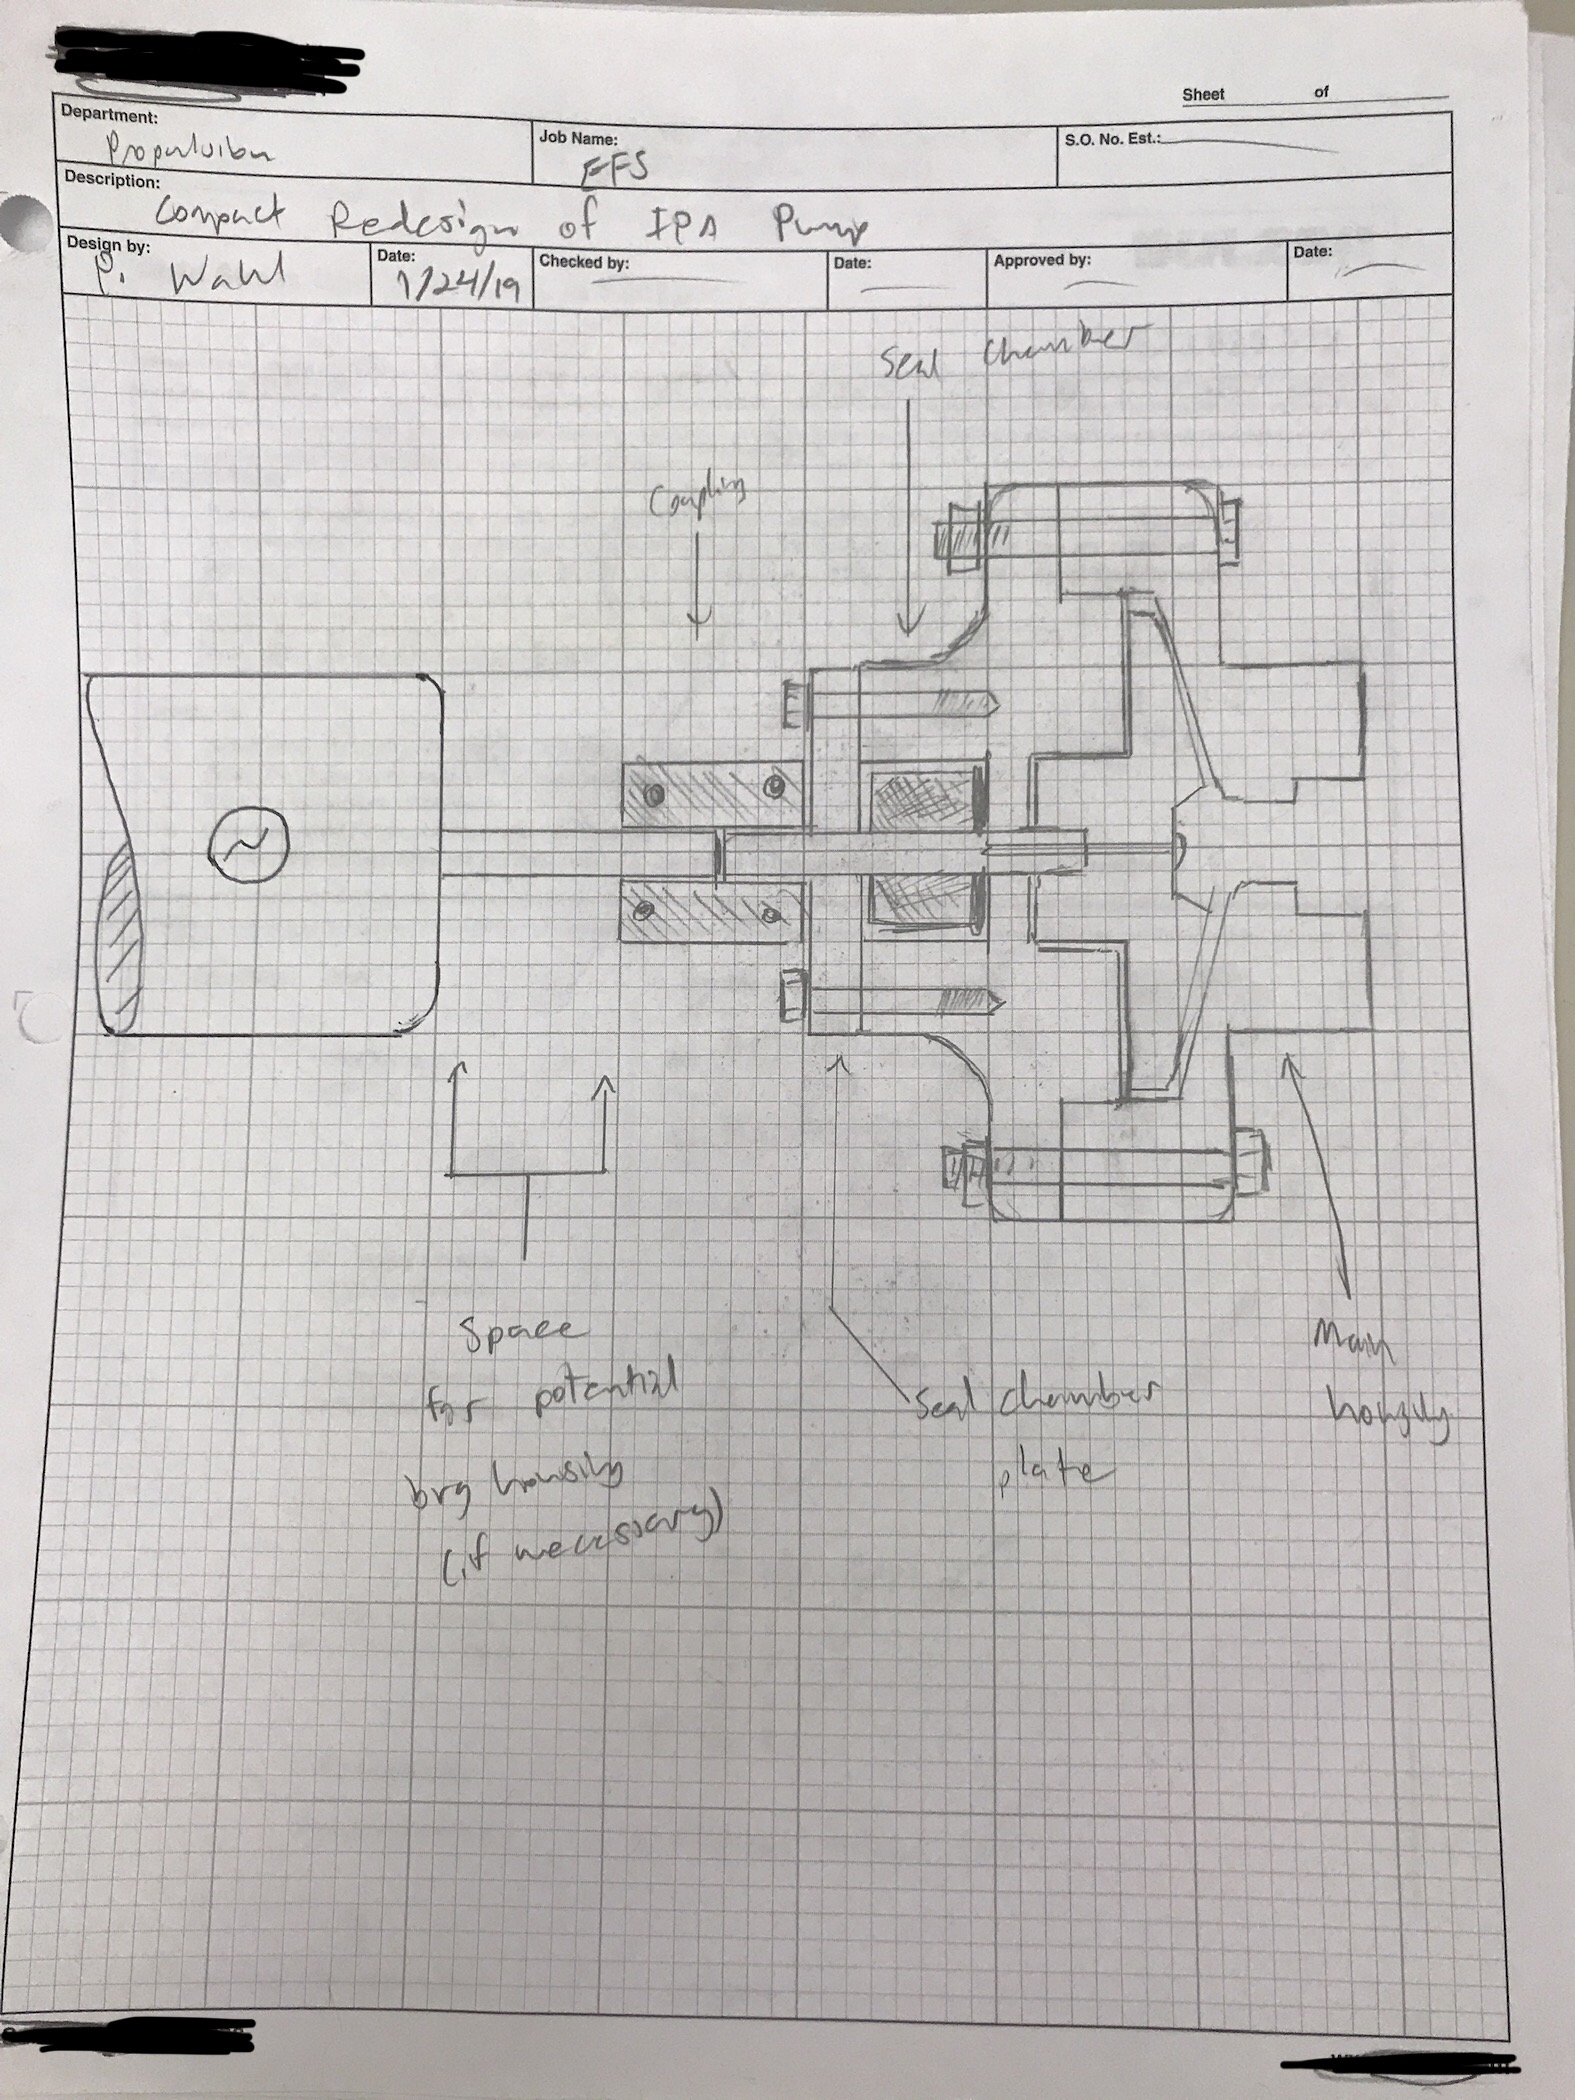 Sheet of
Department:
Propulsion
Job Name:
EFS
S.O. No. Est.:
Description:
Compact Redesign of IPA Pump
Design by:
P. Wahl
Date:
7/24/19
Checked by:
Date:
Approved by:
Date:
Seal Chamber
Coupling
Space
for potential
brg housing
(if necessary)
Seal chamber
plate
Main
housing